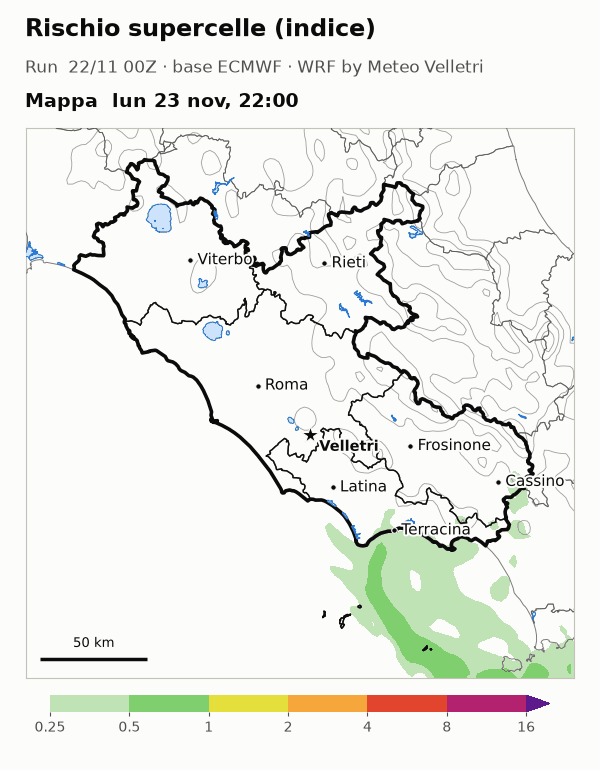 Rischio supercelle (indice)
Run 22/11 00Z · base ECMWF · WRF by Meteo Velletri
Mappa lun 23 nov, 22:00
Viterbo
Rieti
Roma
Velletri
Frosinone
Latina
Cassino
Terracina
50 km
0.25 0.5 1 2 4 8 16